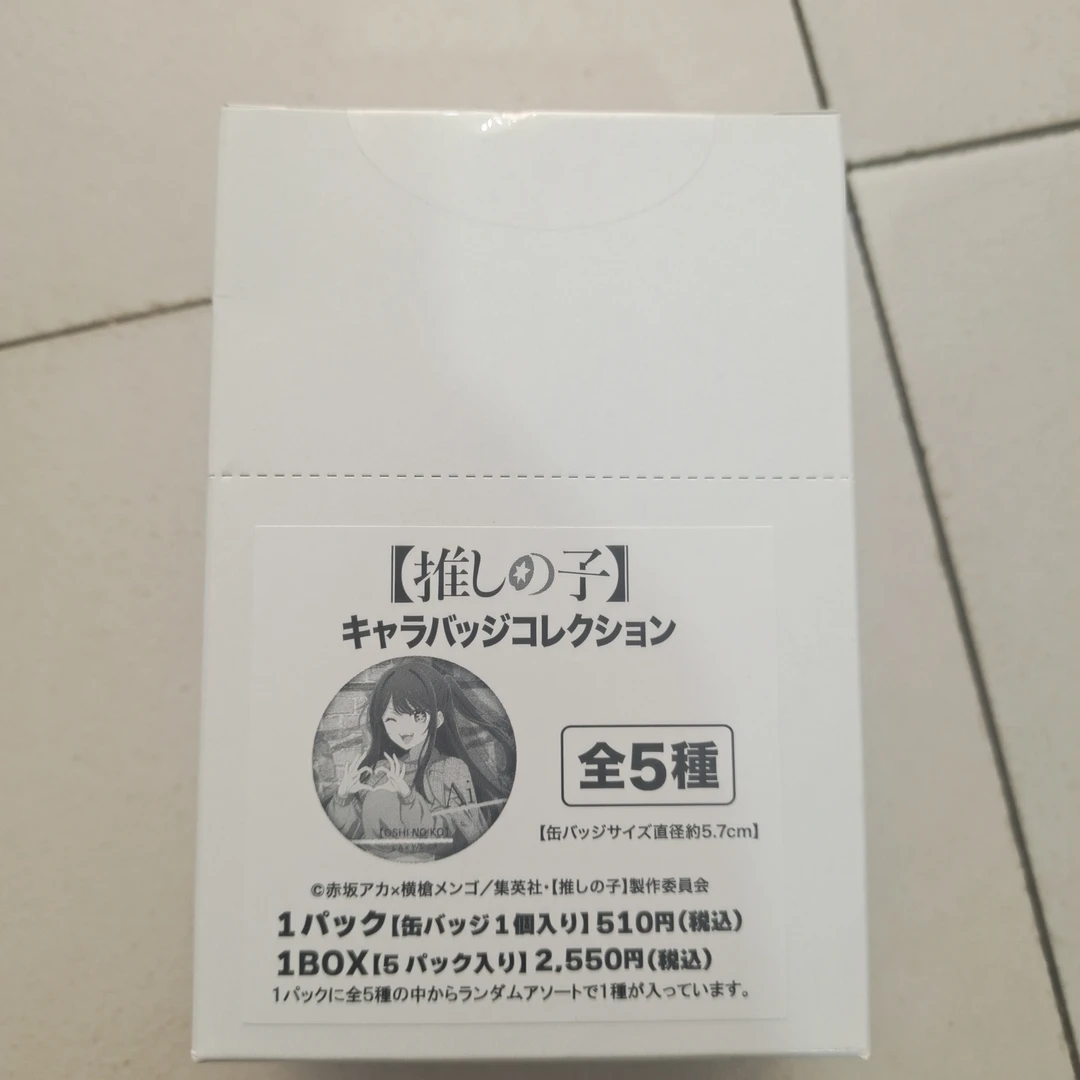 【推しの子】
キャラバッジコレクション
Ai
【OSHI NO KO】
全5種
【缶バッジサイズ直径約5.7cm】
©赤坂アカ×横槍メンゴ／集英社・【推しの子】製作委員会
1パック【缶バッジ1個入り】510円(税込)
1BOX【5パック入り】2,550円(税込)
1パックに全5種の中からランダムアソートで1種が入っています。